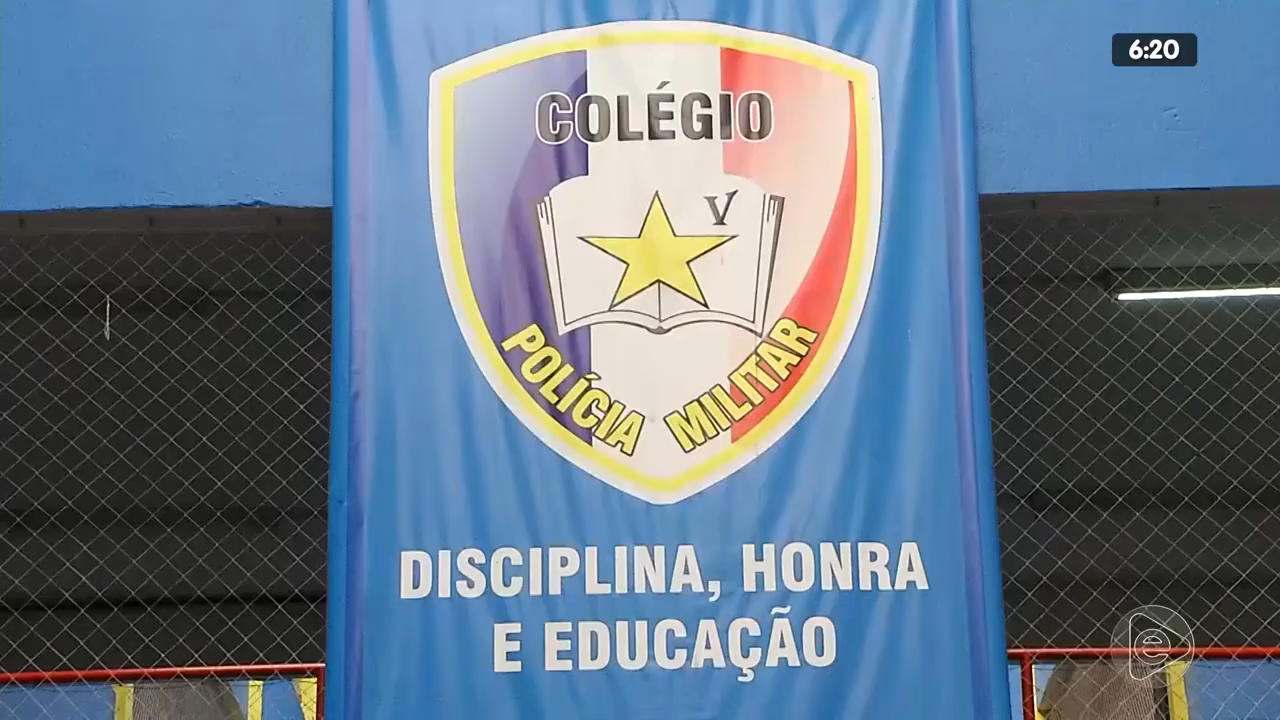 6:20
COLÉGIO
V
POLÍCIA MILITAR
DISCIPLINA, HONRA
E EDUCAÇÃO
e